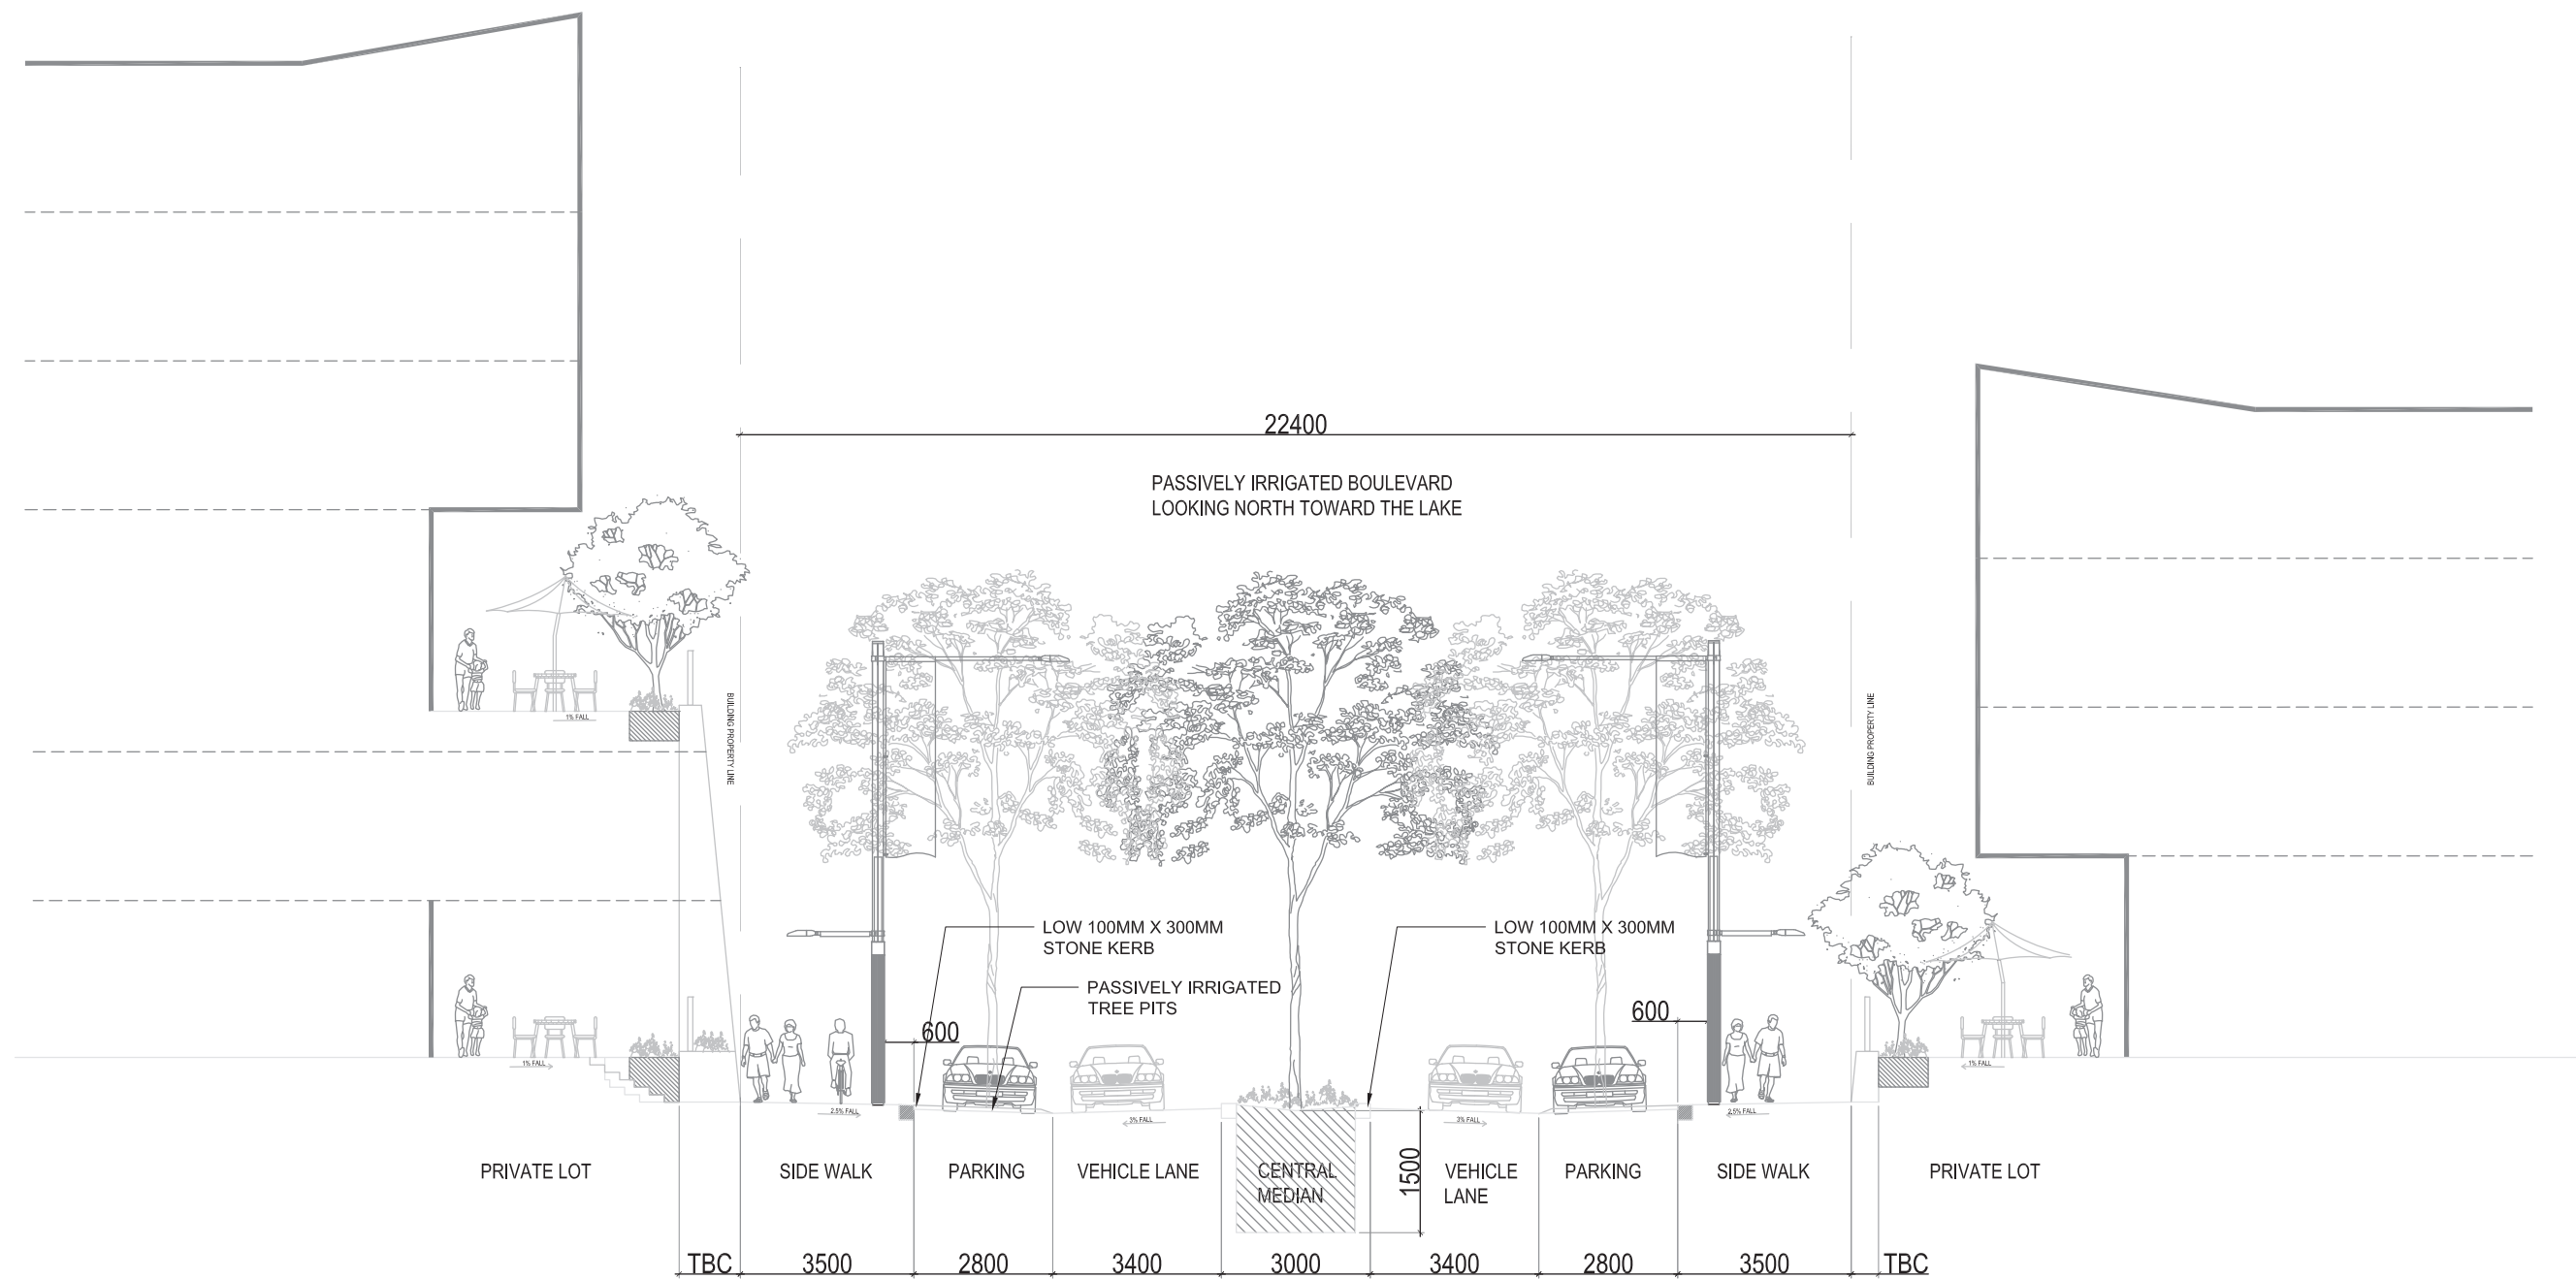 22400
PASSIVELY IRRIGATED BOULEVARD
LOOKING NORTH TOWARD THE LAKE
BUILDING PROPERTY LINE
BUILDING PROPERTY LINE
1% FALL
LOW 100MM X 300MM
STONE KERB
LOW 100MM X 300MM
STONE KERB
PASSIVELY IRRIGATED
TREE PITS
600
600
1% FALL
1% FALL
2.5% FALL
3% FALL
3% FALL
2.5% FALL
1500
PRIVATE LOT
SIDE WALK
PARKING
VEHICLE LANE
CENTRAL
MEDIAN
VEHICLE
LANE
PARKING
SIDE WALK
PRIVATE LOT
TBC
3500
2800
3400
3000
3400
2800
3500
TBC